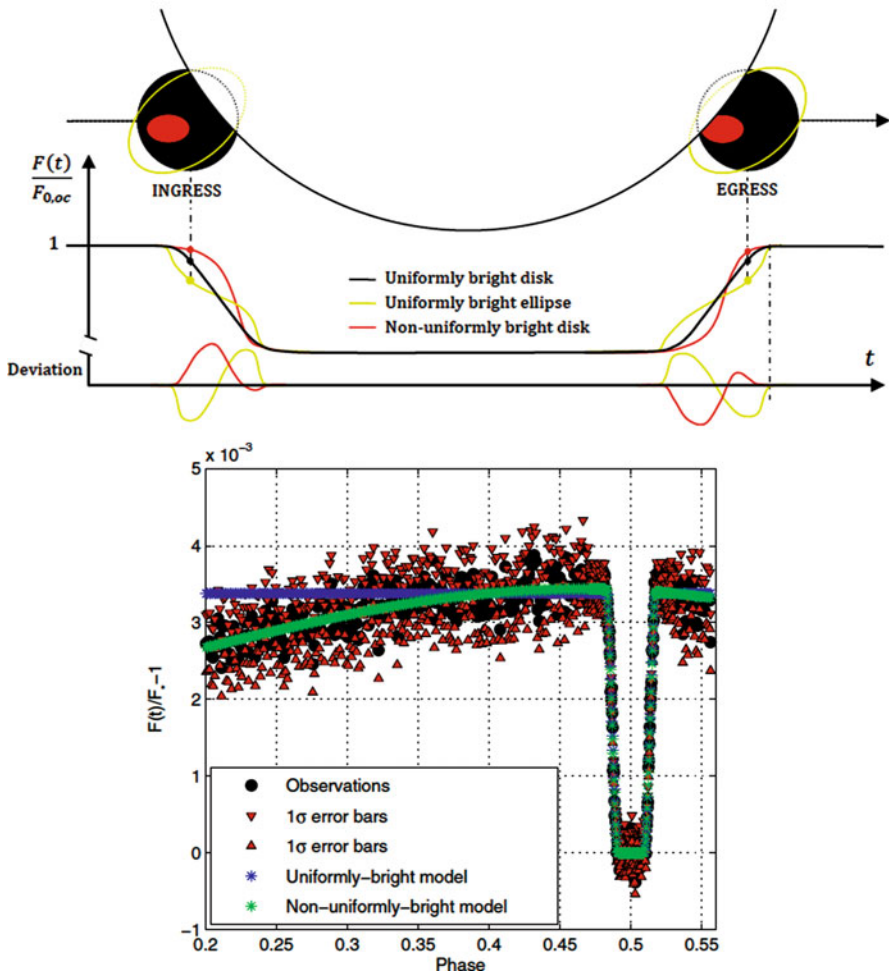 INGRESS
EGRESS
F(t)
F0,oc
1
Uniformly bright disk
Uniformly bright ellipse
Non-uniformly bright disk
Deviation
t
x 10⁻³
5
4
3
2
1
0
-1
F(t)/F*-1
Observations
1σ error bars
1σ error bars
Uniformly-bright model
Non-uniformly-bright model
0.2 0.25 0.3 0.35 0.4 0.45 0.5 0.55
Phase